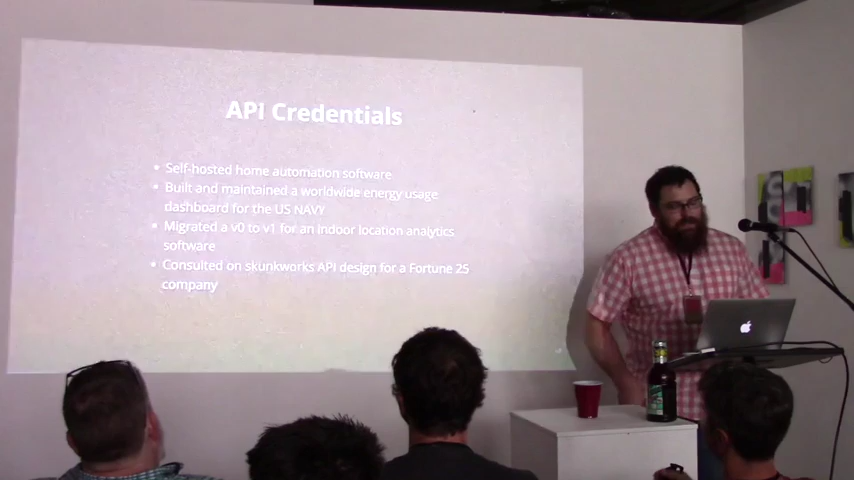 API Credentials
Self-hosted home automation software
Built and maintained a worldwide energy usage
dashboard for the US NAVY
Migrated a v0 to v1 for an indoor location analytics
software
Consulted on skunkworks API design for a Fortune 25
company